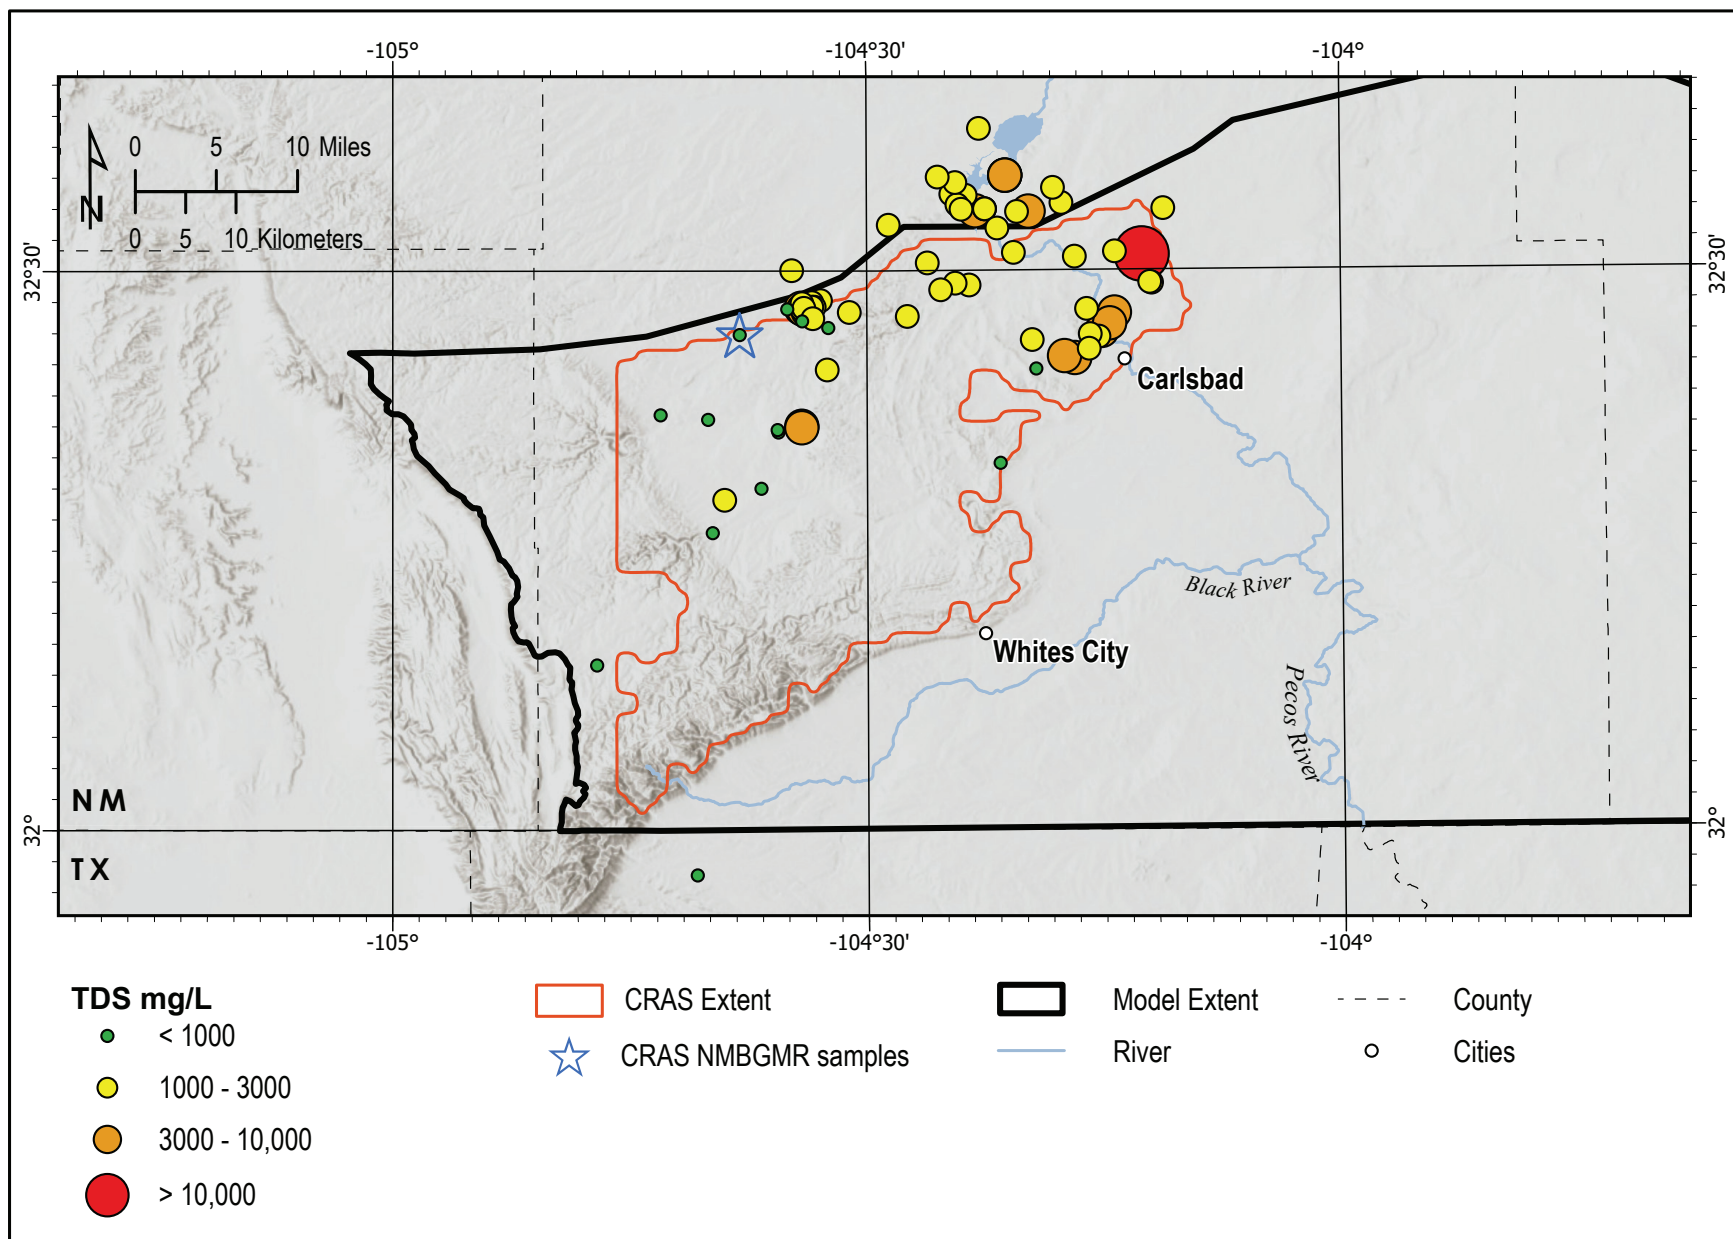 -105° -104°30' -104°
0 5 10 Miles
N
0 5 10 Kilometers
32°30' 32°30'
Carlsbad
Black River
Whites City
Pecos River
NM
32° 32°
TX
-105° -104°30' -104°
TDS mg/L
< 1000
1000 - 3000
3000 - 10,000
> 10,000
CRAS Extent
CRAS NMBGMR samples
Model Extent
River
County
Cities